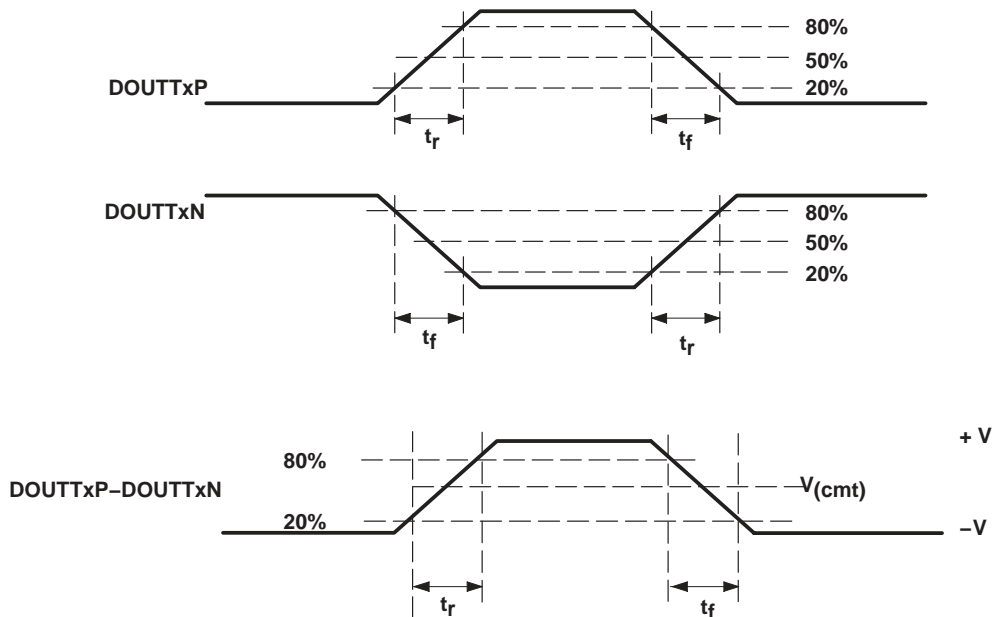 80%
50%
DOUTTxP
20%
tr
tf
DOUTTxN
80%
50%
20%
tf
tr
+ V
80%
DOUTTxP–DOUTTxN
V(cmt)
20%
–V
tr
tf